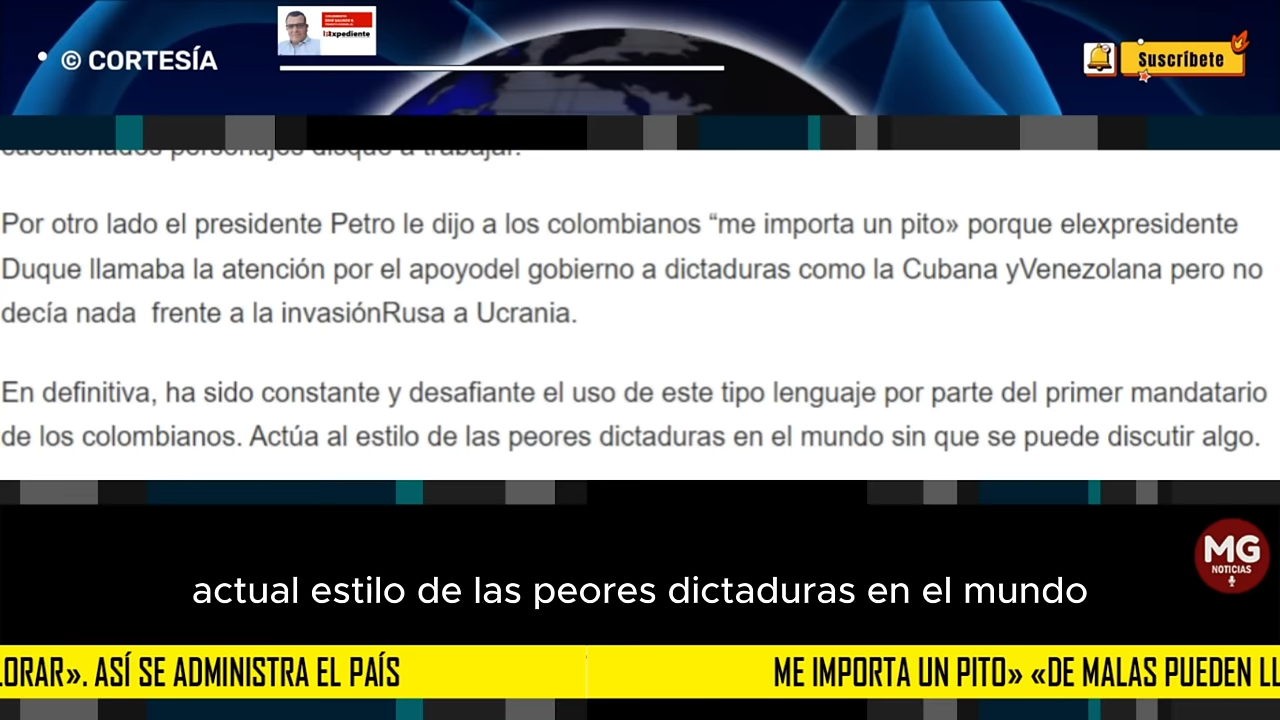 © CORTESÍA
Expediente
Suscríbete
cuestionados personajes disque a trabajar.
Por otro lado el presidente Petro le dijo a los colombianos “me importa un pito» porque elexpresidente
Duque llamaba la atención por el apoyodel gobierno a dictaduras como la Cubana yVenezolana pero no
decía nada frente a la invasiónRusa a Ucrania.
En definitiva, ha sido constante y desafiante el uso de este tipo lenguaje por parte del primer mandatario
de los colombianos. Actúa al estilo de las peores dictaduras en el mundo sin que se puede discutir algo.
MG
NOTICIAS
actual estilo de las peores dictaduras en el mundo
LORAR». ASÍ SE ADMINISTRA EL PAÍS
ME IMPORTA UN PITO» «DE MALAS PUEDEN LL